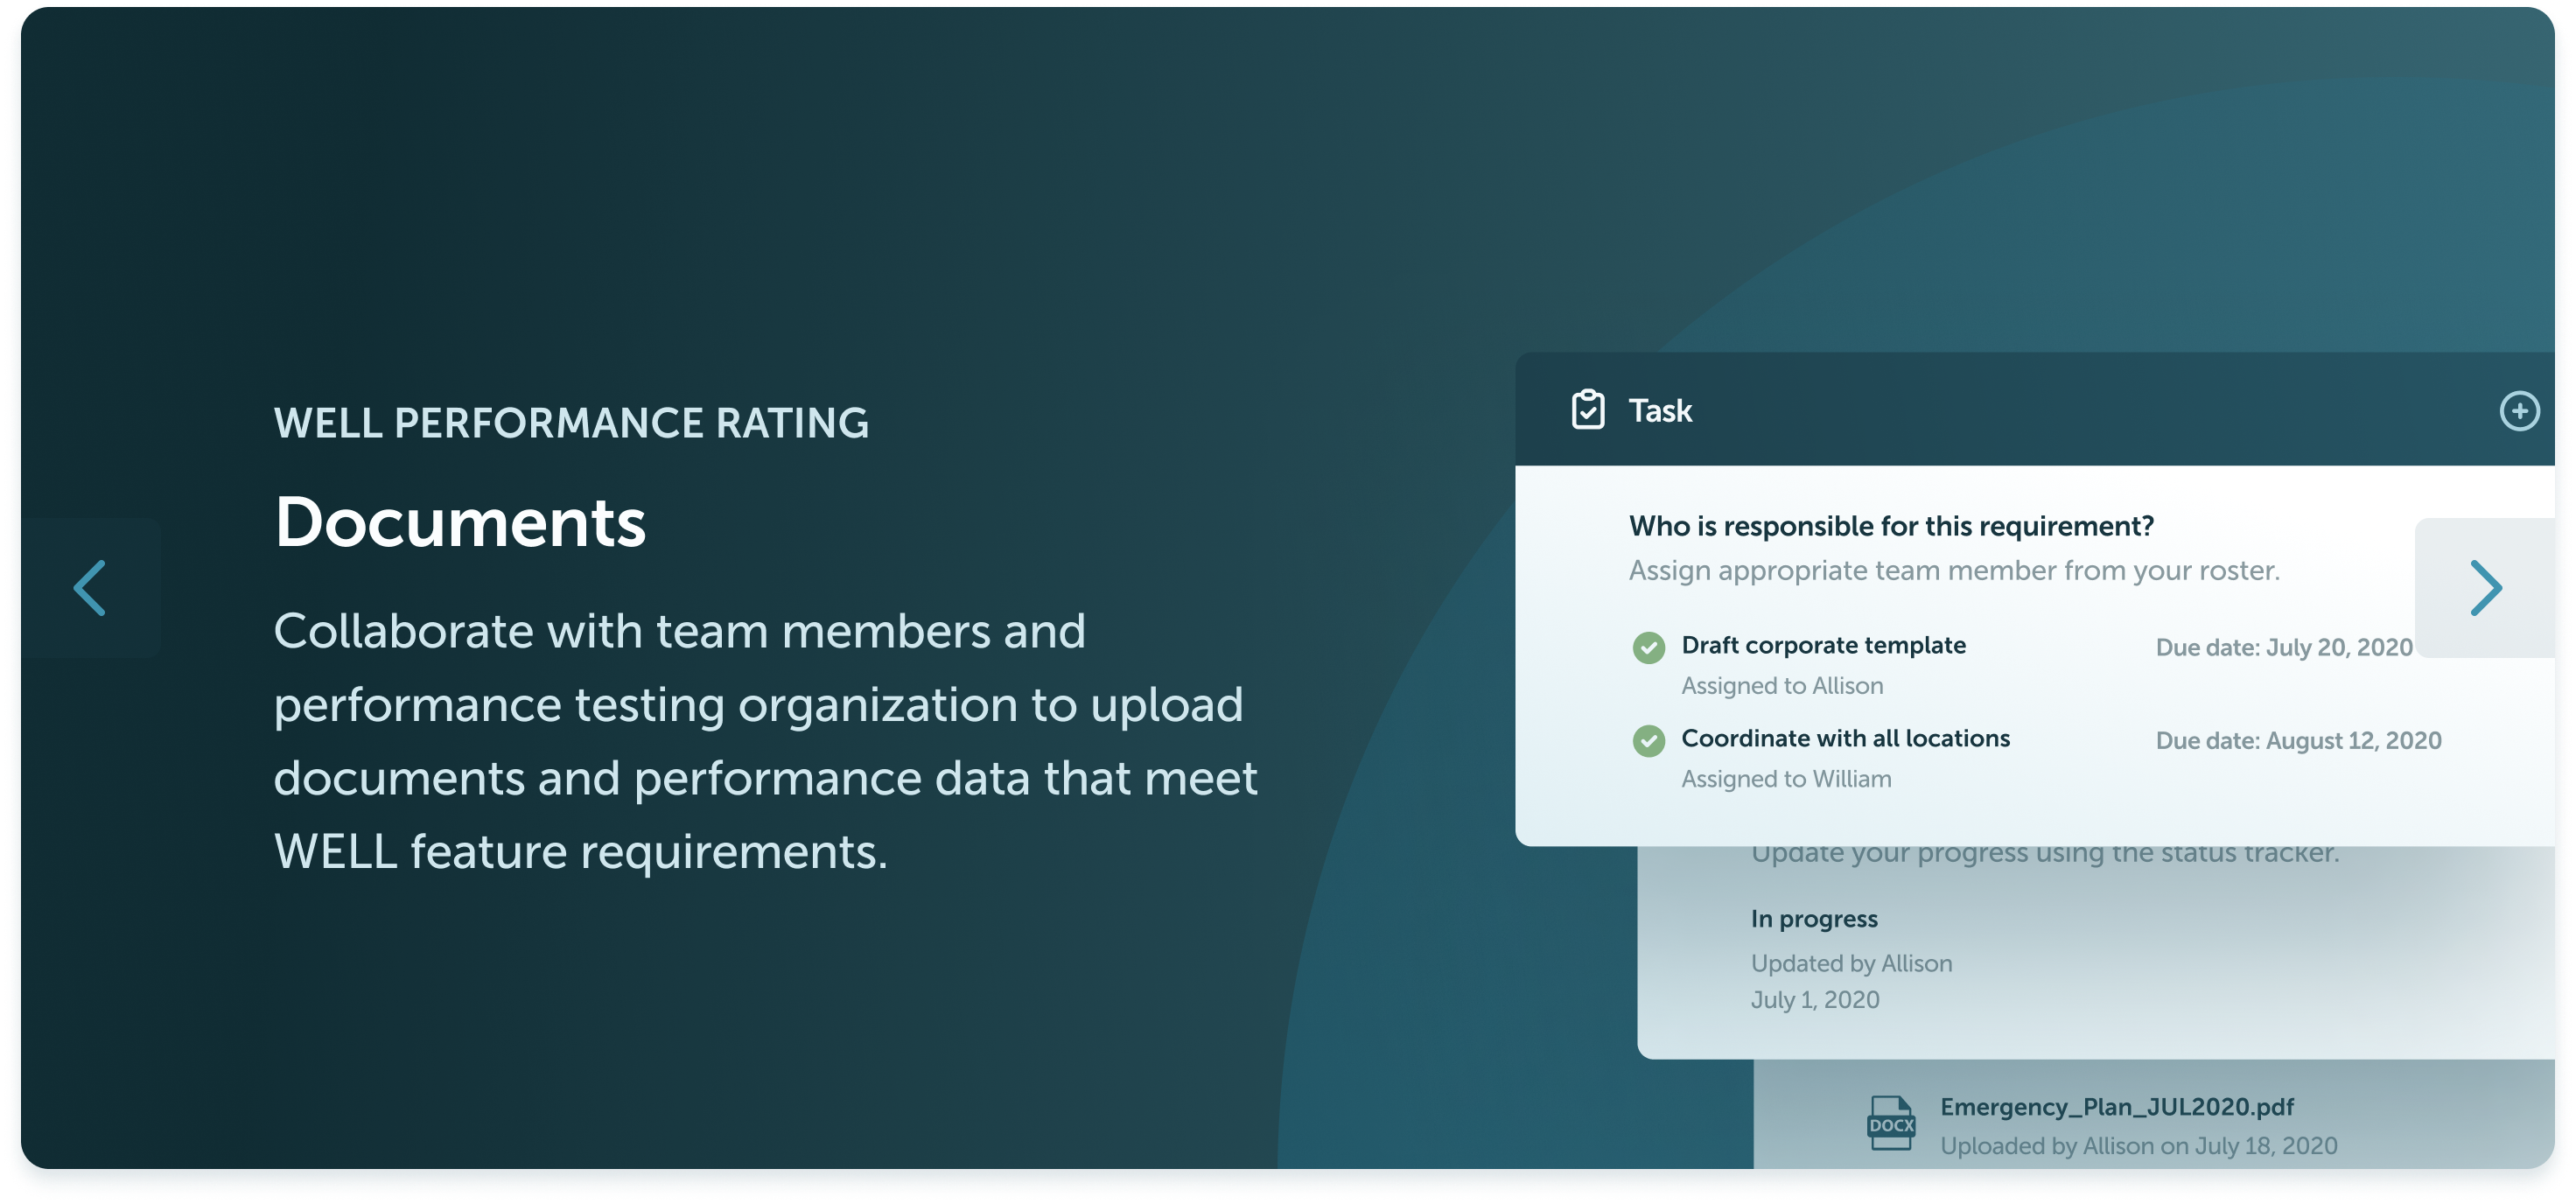 WELL PERFORMANCE RATING
Documents
Collaborate with team members and
performance testing organization to upload
documents and performance data that meet
WELL feature requirements.
Task
Who is responsible for this requirement?
Assign appropriate team member from your roster.
Draft corporate template
Due date: July 20, 2020
Assigned to Allison
Coordinate with all locations
Due date: August 12, 2020
Assigned to William
Update your progress using the status tracker.
In progress
Updated by Allison
July 1, 2020
DOCX
Emergency_Plan_JUL2020.pdf
Uploaded by Allison on July 18, 2020